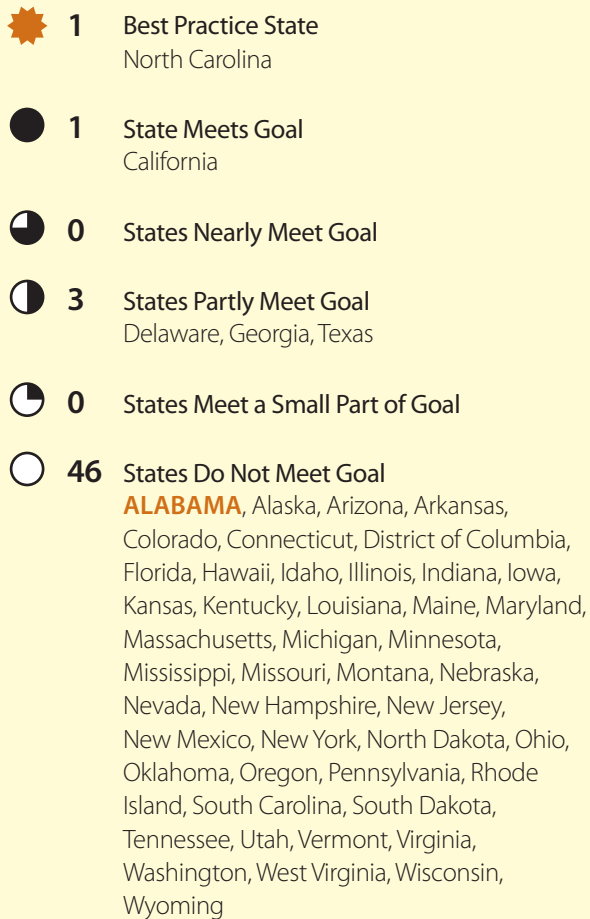 1 Best Practice State
North Carolina
1 State Meets Goal
California
0 States Nearly Meet Goal
3 States Partly Meet Goal
Delaware, Georgia, Texas
0 States Meet a Small Part of Goal
46 States Do Not Meet Goal
ALABAMA, Alaska, Arizona, Arkansas,
Colorado, Connecticut, District of Columbia,
Florida, Hawaii, Idaho, Illinois, Indiana, Iowa,
Kansas, Kentucky, Louisiana, Maine, Maryland,
Massachusetts, Michigan, Minnesota,
Mississippi, Missouri, Montana, Nebraska,
Nevada, New Hampshire, New Jersey,
New Mexico, New York, North Dakota, Ohio,
Oklahoma, Oregon, Pennsylvania, Rhode
Island, South Carolina, South Dakota,
Tennessee, Utah, Vermont, Virginia,
Washington, West Virginia, Wisconsin,
Wyoming